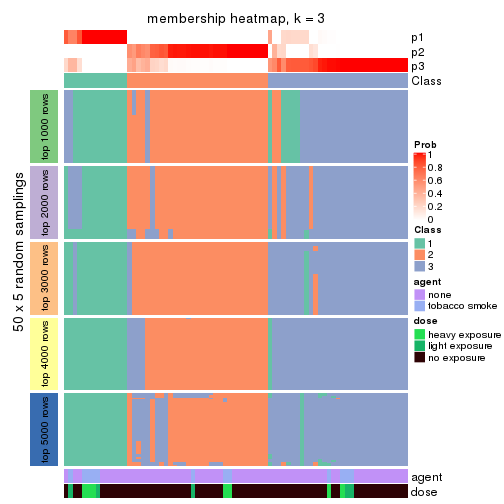 membership heatmap, k = 3
p1
p2
p3
Class
50 x 5 random samplings
top 1000 rows
top 2000 rows
top 3000 rows
top 4000 rows
top 5000 rows
agent
dose
Prob
1
0.8
0.6
0.4
0.2
0
Class
1
2
3
agent
none
tobacco smoke
dose
heavy exposure
light exposure
no exposure